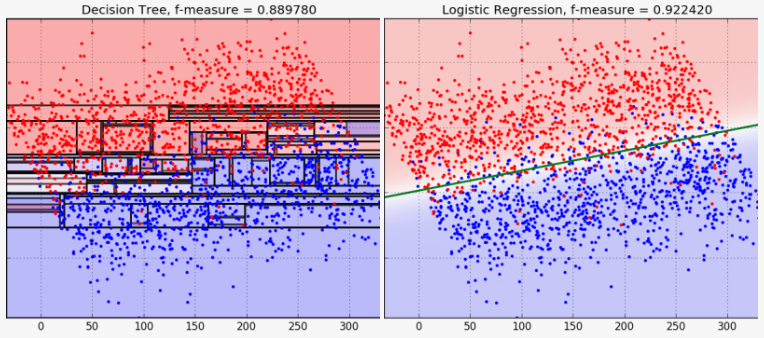 Decision Tree, f-measure = 0.889780
Logistic Regression, f-measure = 0.922420
0 50 100 150 200 250 300
0 50 100 150 200 250 300